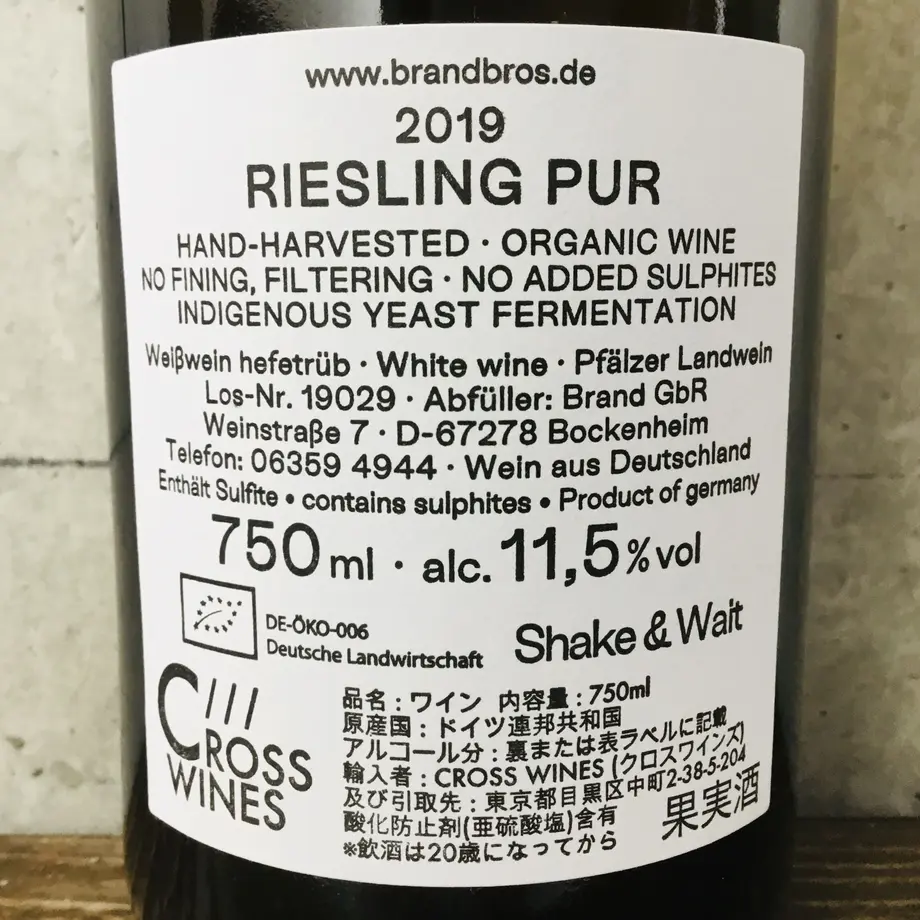 www.brandbros.de
2019
RIESLING PUR
HAND-HARVESTED · ORGANIC WINE
NO FINING, FILTERING · NO ADDED SULPHITES
INDIGENOUS YEAST FERMENTATION
Weißwein hefetrüb · White wine · Pfälzer Landwein
Los-Nr. 19029 · Abfüller: Brand GbR
Weinstraße 7 · D-67278 Bockenheim
Telefon: 06359 4944 · Wein aus Deutschland
Enthält Sulfite • contains sulphites • Product of germany
750 ml · alc. 11,5 % vol
DE-ÖKO-006
Deutsche Landwirtschaft
Shake & Wait
CROSS
WINES
品名 : ワイン 内容量 : 750ml
原産国 : ドイツ連邦共和国
アルコール分 : 裏または表ラベルに記載
輸入者 : CROSS WINES (クロスワインズ)
及び引取先 : 東京都目黒区中町2-38-5-204
酸化防止剤(亜硫酸塩)含有
※飲酒は20歳になってから
果実酒